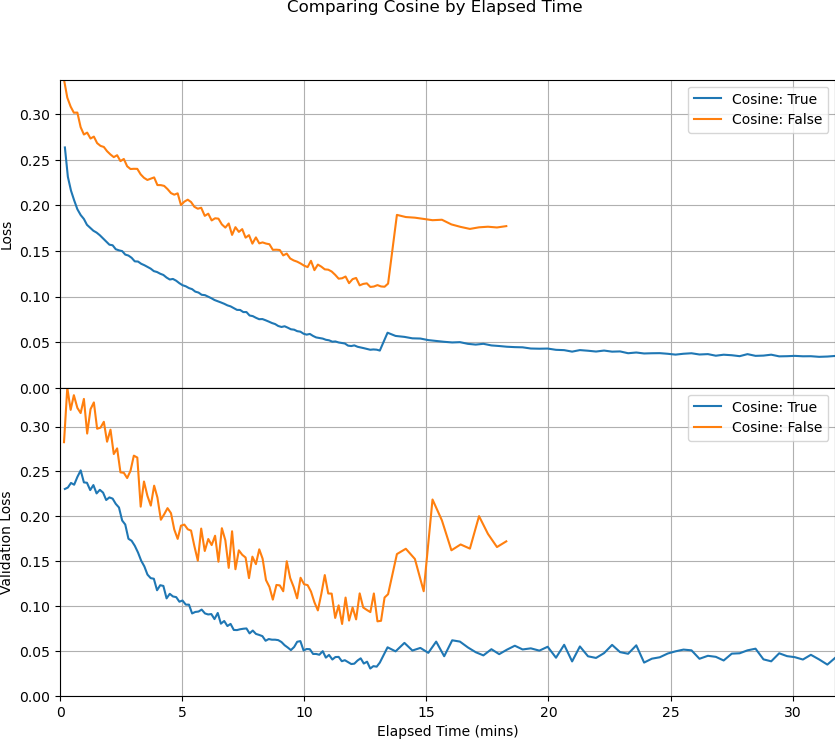 Comparing Cosine by Elapsed Time
Loss
0.30
0.25
0.20
0.15
0.10
0.05
0.00
Cosine: True
Cosine: False
Validation Loss
0.30
0.25
0.20
0.15
0.10
0.05
0.00
Cosine: True
Cosine: False
0 5 10 15 20 25 30
Elapsed Time (mins)